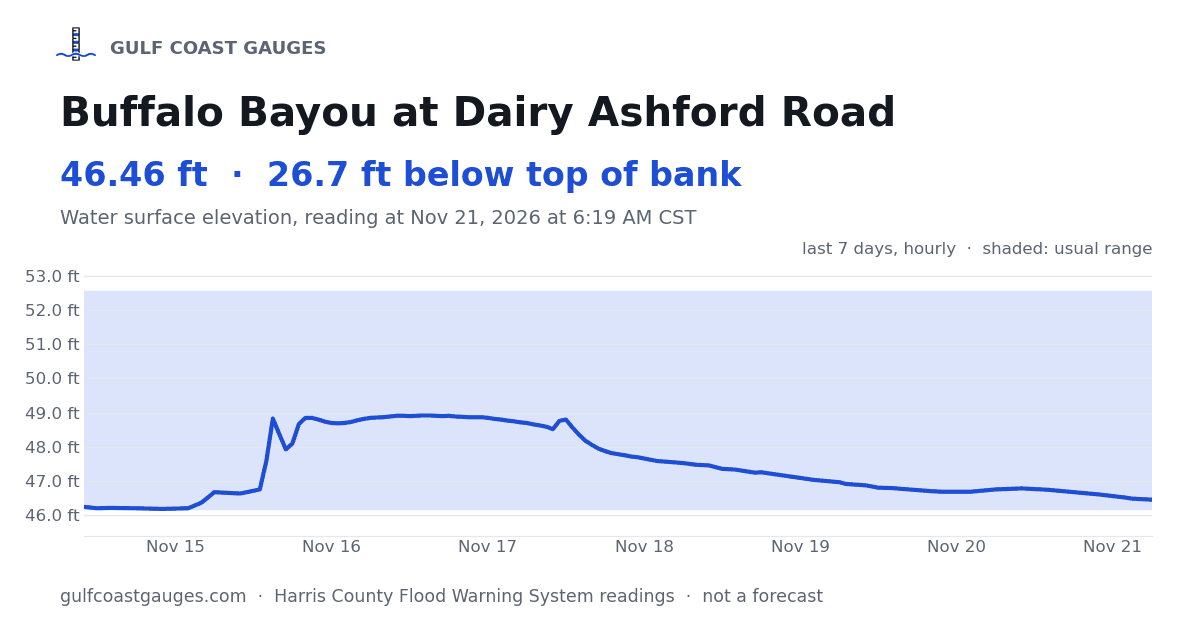 GULF COAST GAUGES
Buffalo Bayou at Dairy Ashford Road
46.46 ft · 26.7 ft below top of bank
Water surface elevation, reading at Nov 21, 2026 at 6:19 AM CST
last 7 days, hourly · shaded: usual range
53.0 ft
52.0 ft
51.0 ft
50.0 ft
49.0 ft
48.0 ft
47.0 ft
46.0 ft
Nov 15 Nov 16 Nov 17 Nov 18 Nov 19 Nov 20 Nov 21
gulfcoastgauges.com · Harris County Flood Warning System readings · not a forecast